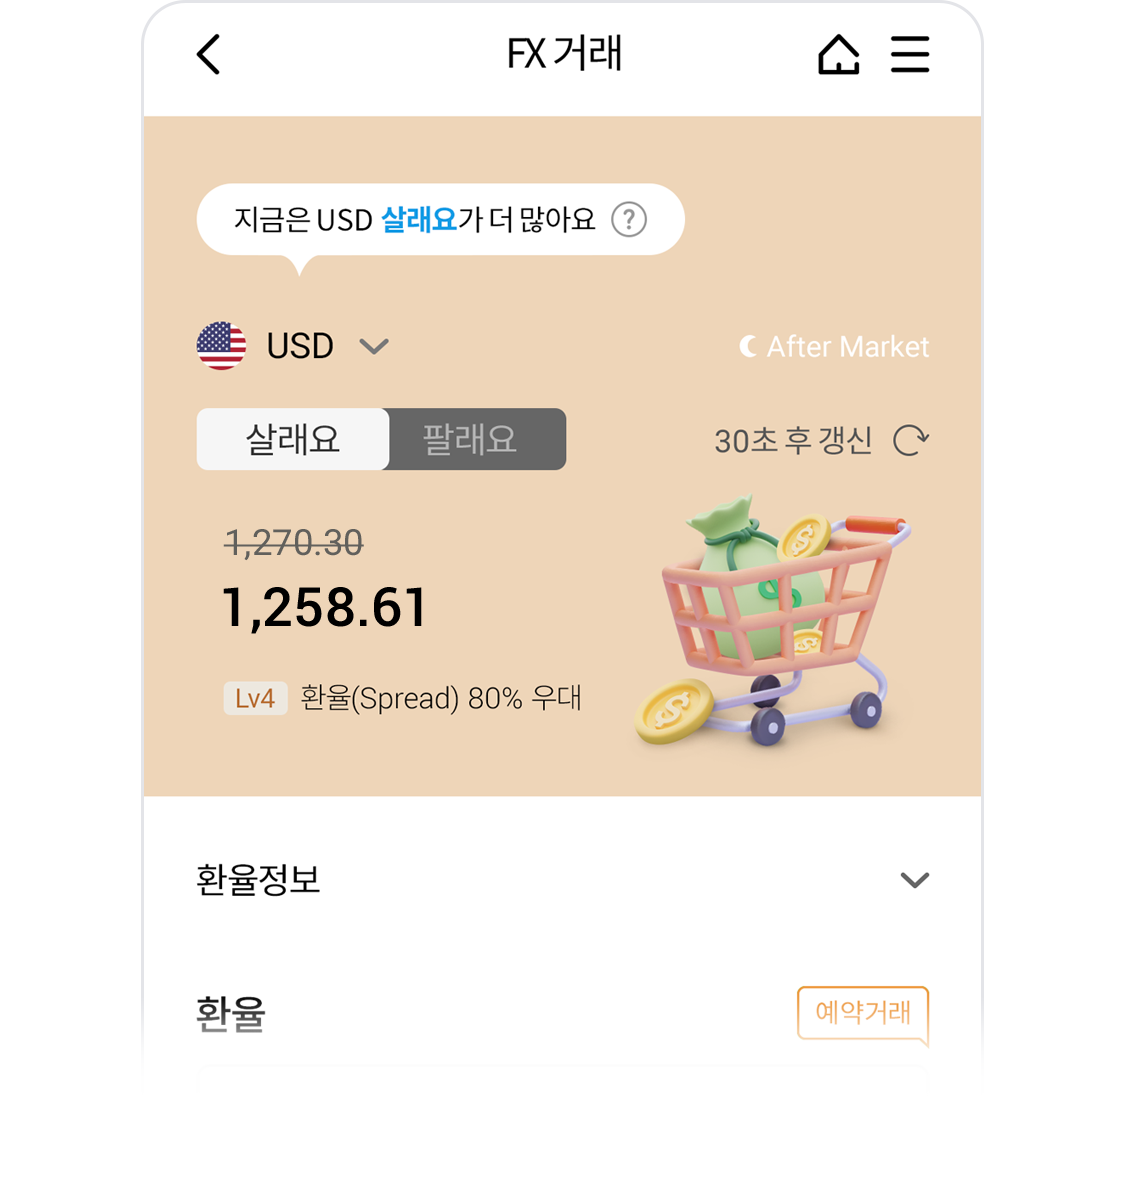 FX 거래
지금은 USD 살래요가 더 많아요 ?
USD
After Market
살래요 팔래요
30초 후 갱신
1,270.30
1,258.61
Lv4 환율(Spread) 80% 우대
환율정보
환율
예약거래